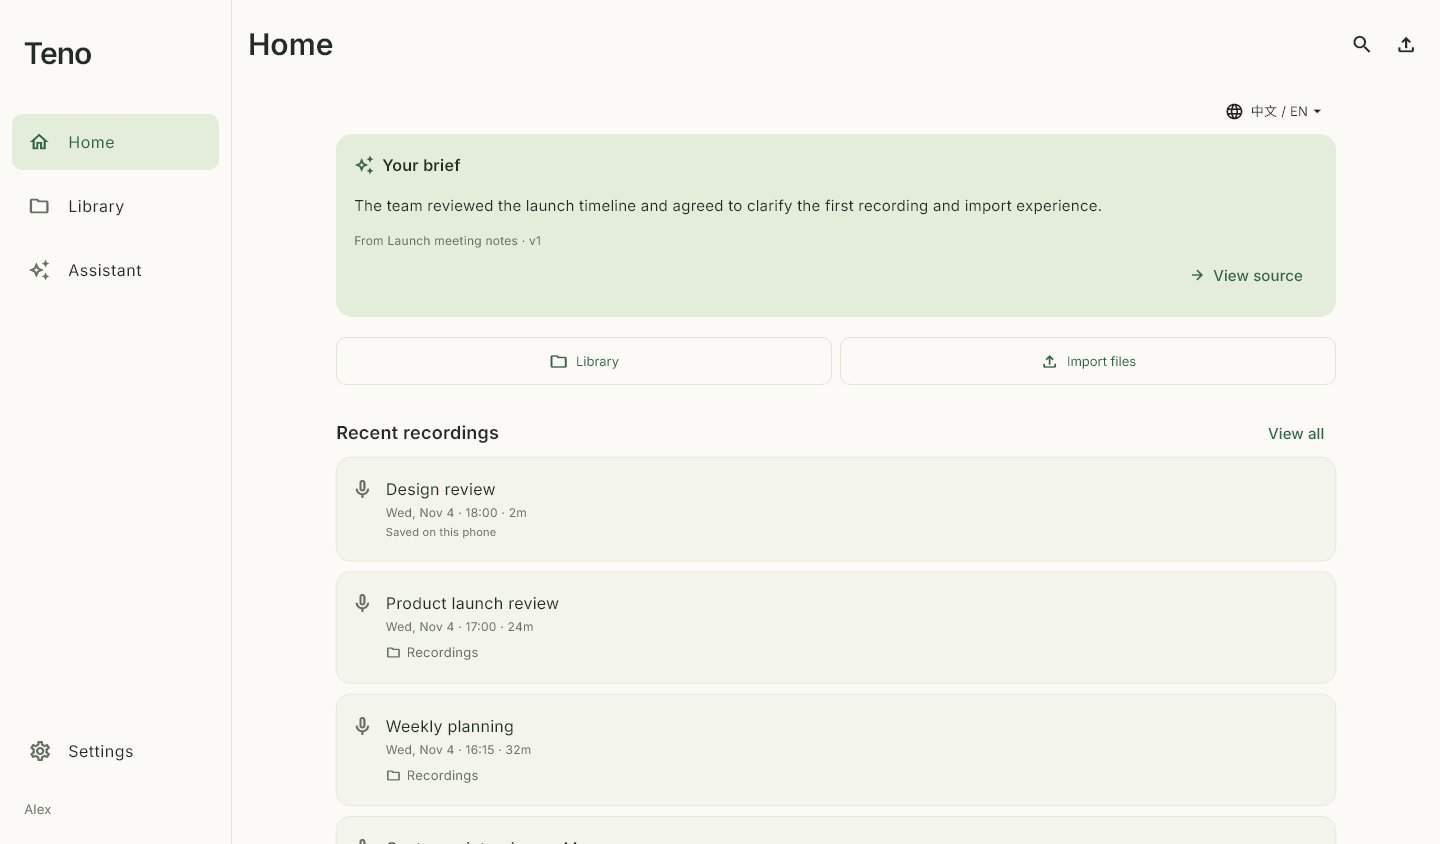 Teno
Home
Library
Assistant
Settings
Alex
Home
中文 / EN
Your brief
The team reviewed the launch timeline and agreed to clarify the first recording and import experience.
From Launch meeting notes · v1
View source
Library
Import files
Recent recordings
View all
Design review
Wed, Nov 4 · 18:00 · 2m
Saved on this phone
Product launch review
Wed, Nov 4 · 17:00 · 24m
Recordings
Weekly planning
Wed, Nov 4 · 16:15 · 32m
Recordings